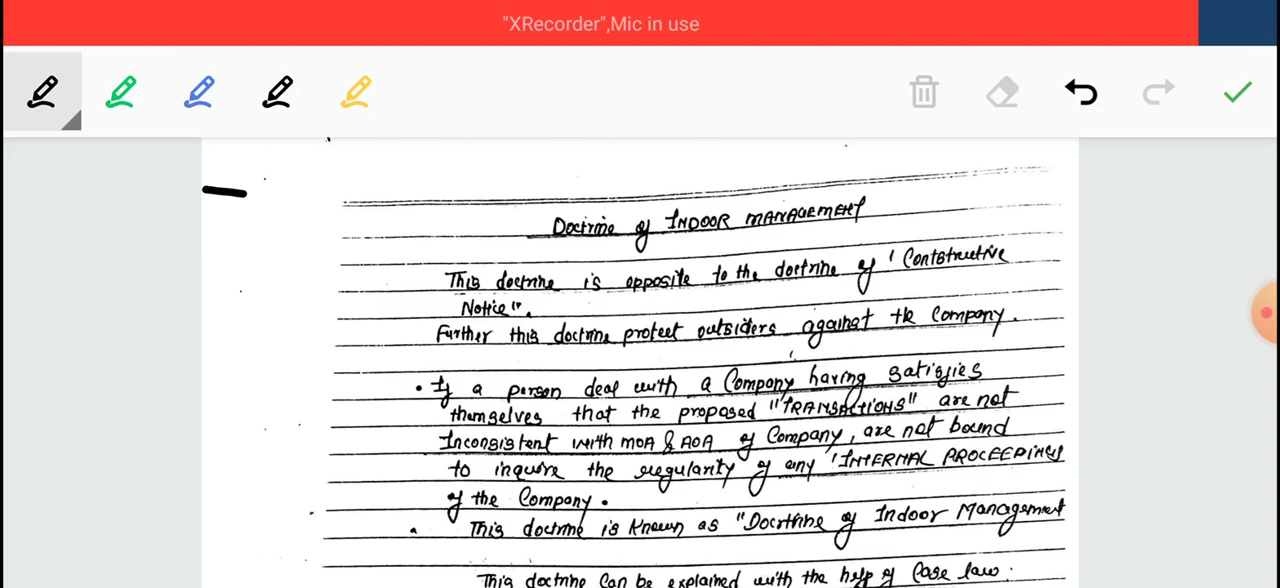 "XRecorder",Mic in use
Doctrine of INDOOR MANAGEMENT
This doctrine is opposite to the doctrine of ' Contstructive
Notice".
Further this doctrine protect outsiders against the Company.
• If a person deal with a Company having satisfies
themselves that the proposed "TRANSACTIONS" are not
Inconsistent with MOA & AOA of Company, are not bound
to inquire the regularity of any 'INTERNAL PROCEEDINGS
of the Company.
• This doctrine is Known as "Docrtrine of Indoor Management
This doctrine Can be explained with the help of Case law.